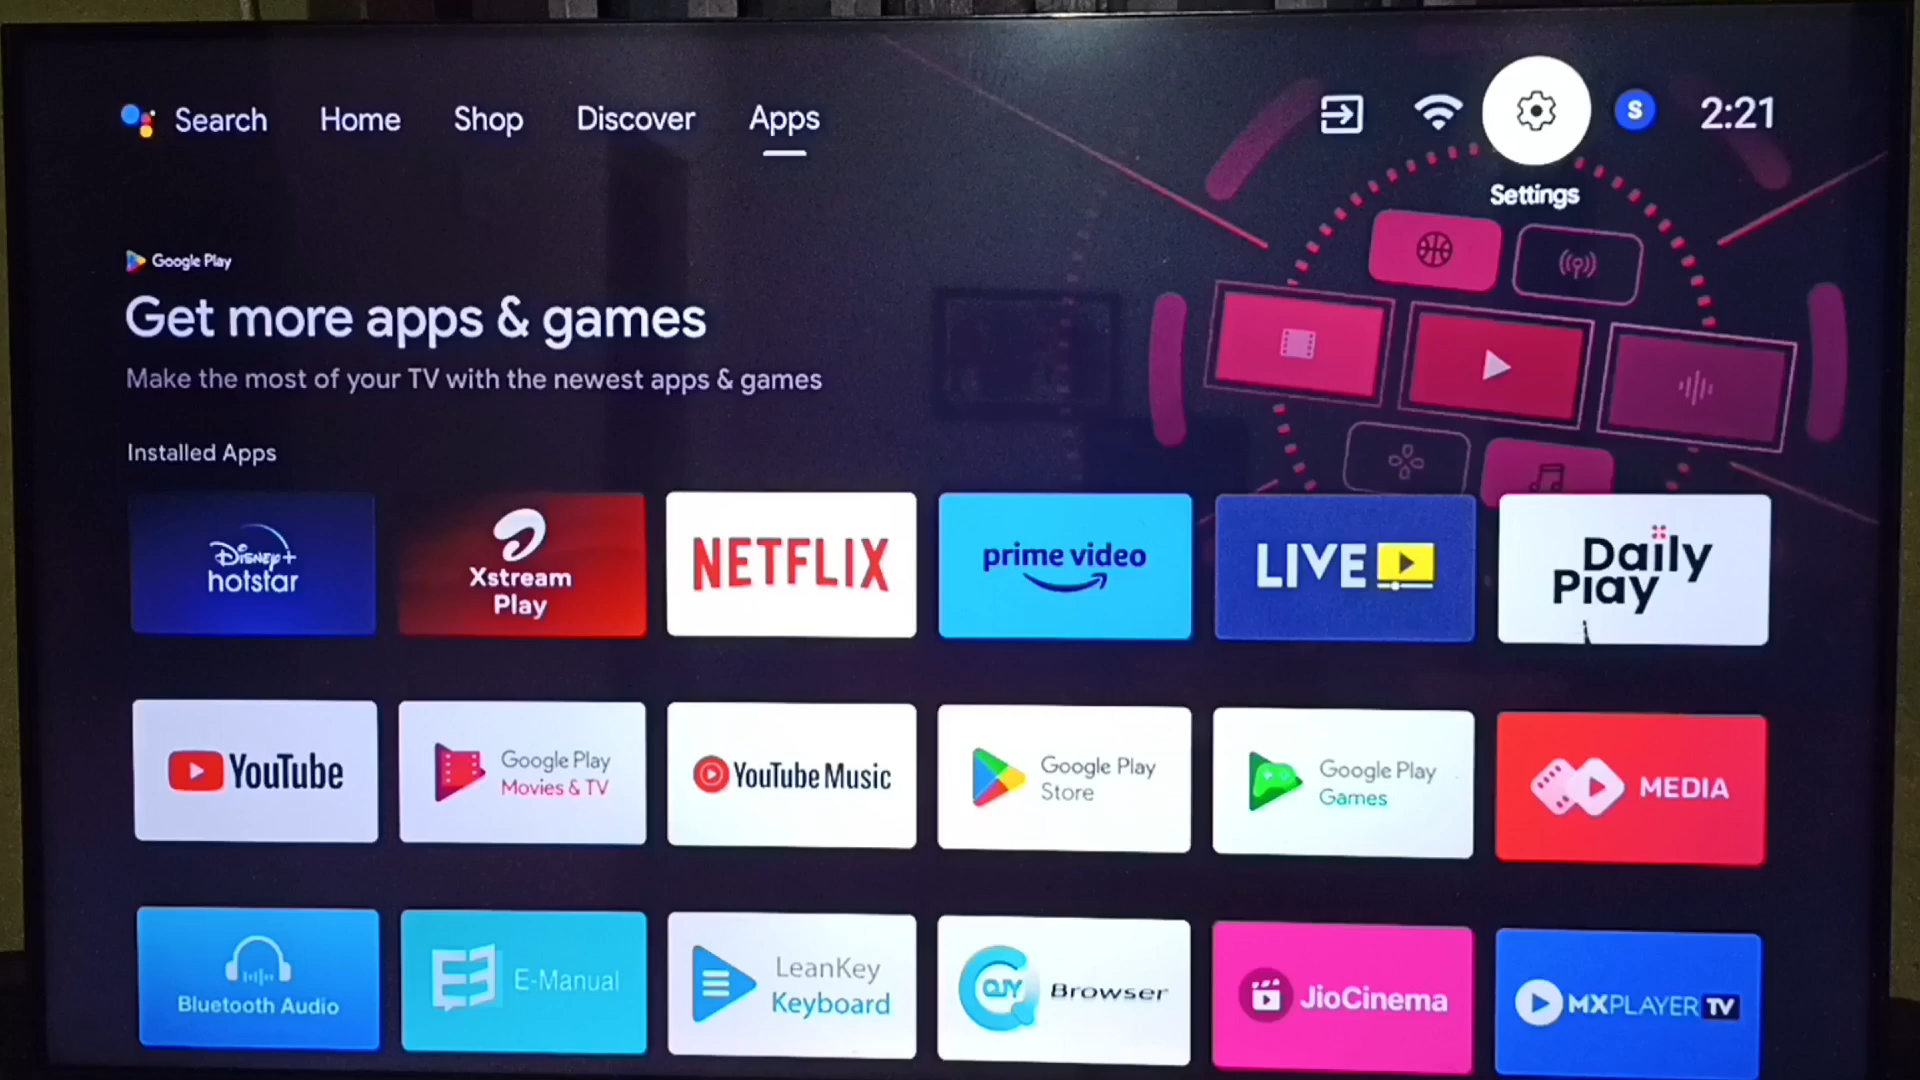 Search Home Shop Discover Apps
S 2:21
Settings
Google Play
Get more apps & games
Make the most of your TV with the newest apps & games
Installed Apps
Disney+
hotstar
Xstream
Play
NETFLIX
prime video
LIVE
Daily
Play
YouTube
Google Play
Movies & TV
YouTube Music
Google Play
Store
Google Play
Games
MEDIA
Bluetooth Audio
E-Manual
LeanKey
Keyboard
Browser
JioCinema
MXPLAYER TV